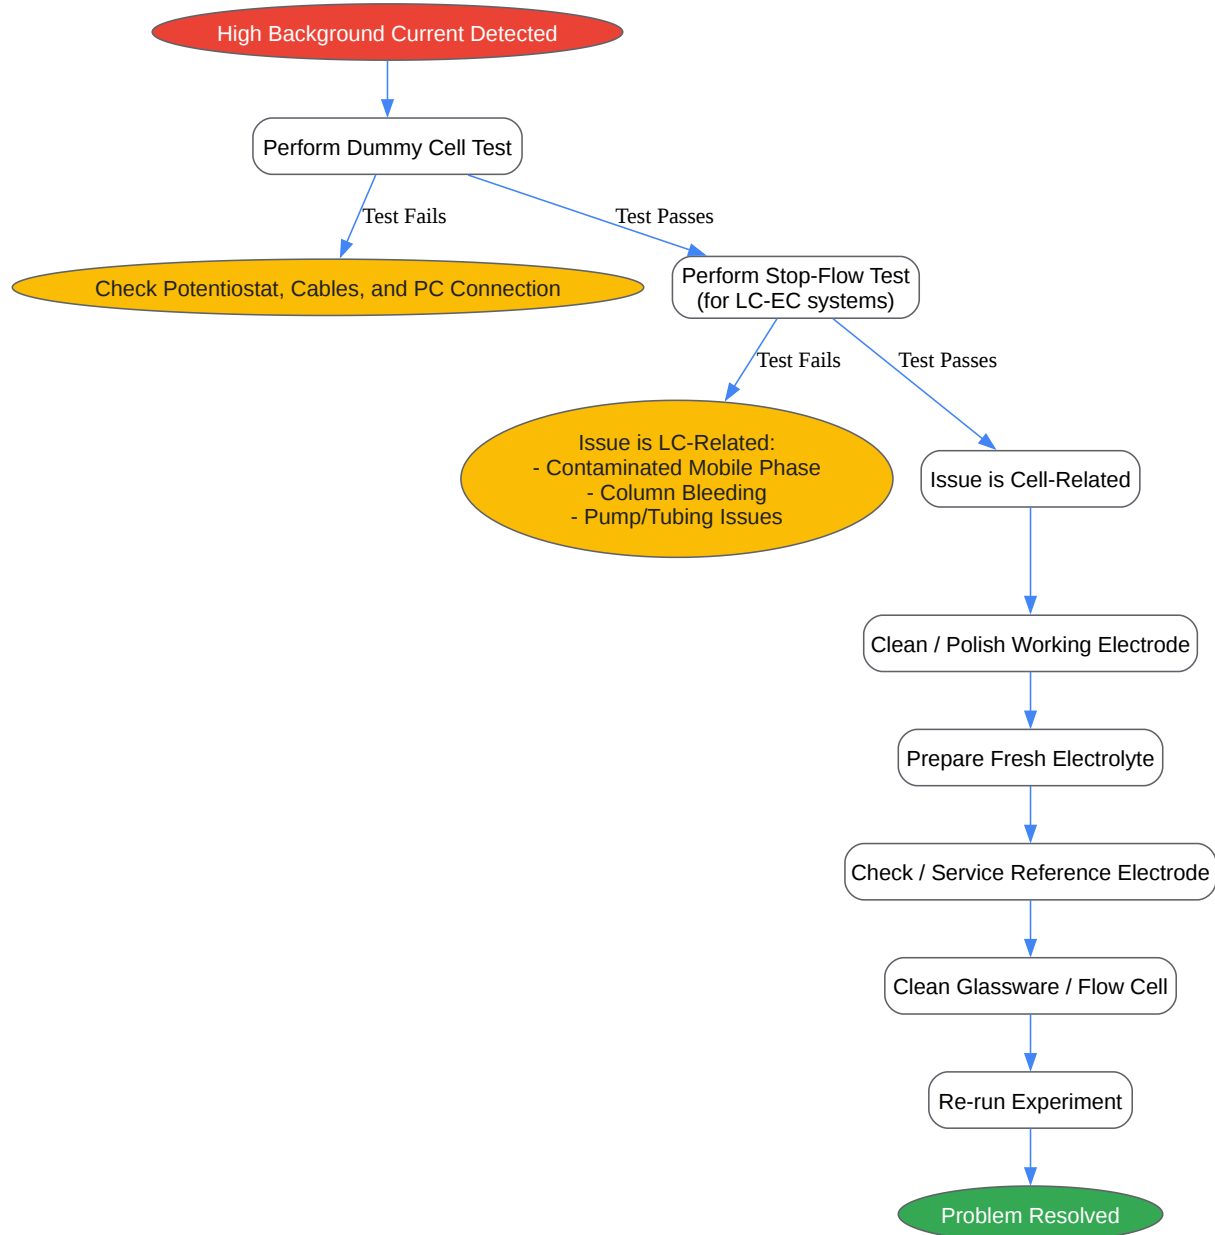 High Background Current Detected
Perform Dummy Cell Test
Test Fails
Test Passes
Check Potentiostat, Cables, and PC Connection
Perform Stop-Flow Test
(for LC-EC systems)
Test Fails
Test Passes
Issue is LC-Related:
- Contaminated Mobile Phase
- Column Bleeding
- Pump/Tubing Issues
Issue is Cell-Related
Clean / Polish Working Electrode
Prepare Fresh Electrolyte
Check / Service Reference Electrode
Clean Glassware / Flow Cell
Re-run Experiment
Problem Resolved